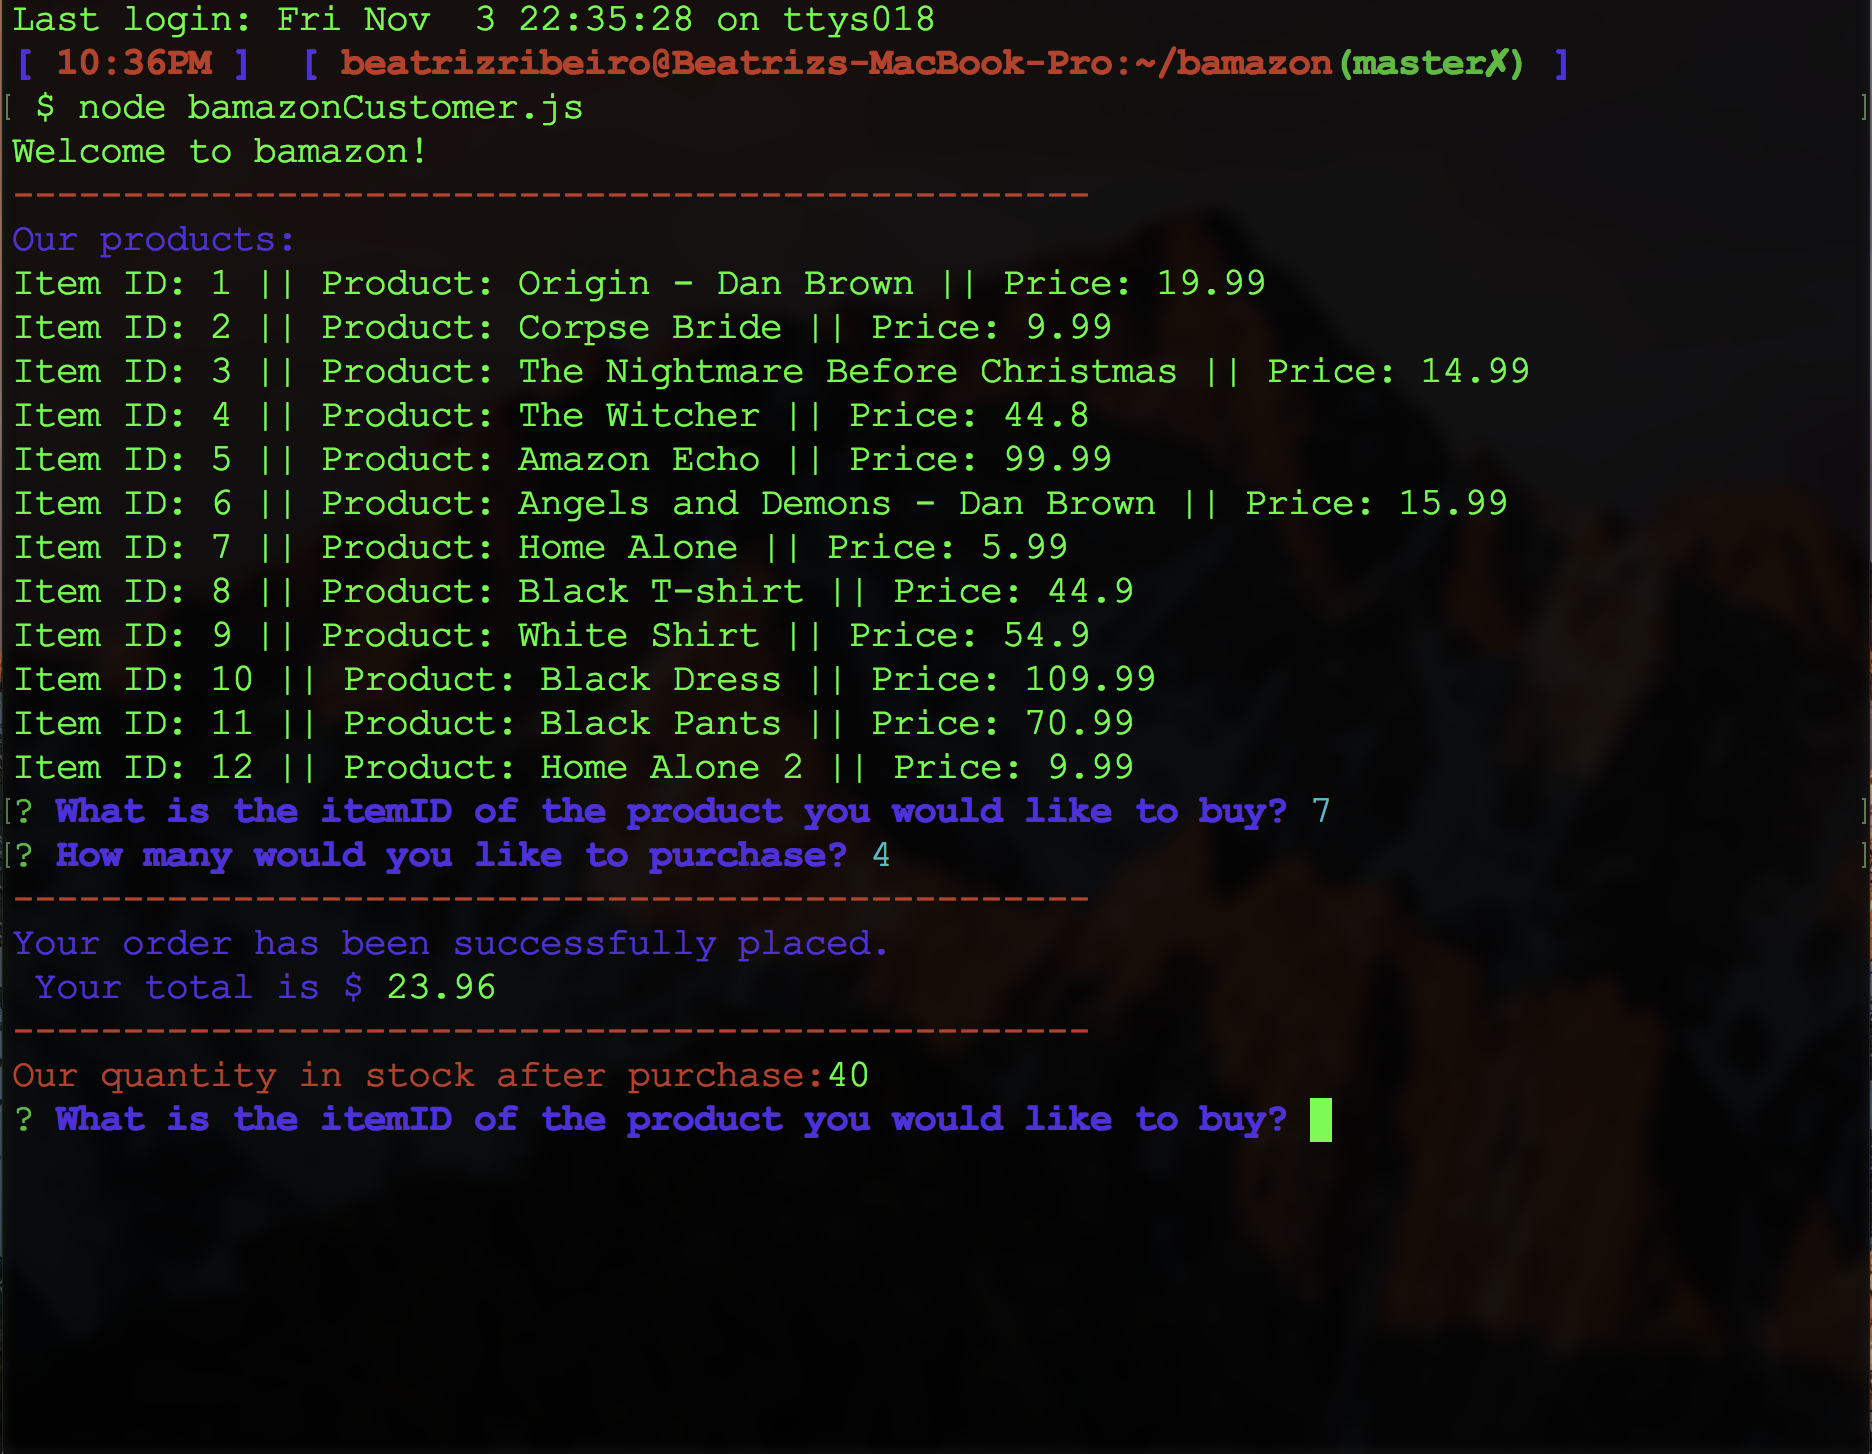 Last login: Fri Nov  3 22:35:28 on ttys018
[ 10:36PM ]  [ beatrizribeiro@Beatrizs-MacBook-Pro:~/bamazon(master✗) ]
[ $ node bamazonCustomer.js ]
Welcome to bamazon!
-------------------------------------------------
Our products:
Item ID: 1 || Product: Origin - Dan Brown || Price: 19.99
Item ID: 2 || Product: Corpse Bride || Price: 9.99
Item ID: 3 || Product: The Nightmare Before Christmas || Price: 14.99
Item ID: 4 || Product: The Witcher || Price: 44.8
Item ID: 5 || Product: Amazon Echo || Price: 99.99
Item ID: 6 || Product: Angels and Demons - Dan Brown || Price: 15.99
Item ID: 7 || Product: Home Alone || Price: 5.99
Item ID: 8 || Product: Black T-shirt || Price: 44.9
Item ID: 9 || Product: White Shirt || Price: 54.9
Item ID: 10 || Product: Black Dress || Price: 109.99
Item ID: 11 || Product: Black Pants || Price: 70.99
Item ID: 12 || Product: Home Alone 2 || Price: 9.99
[? What is the itemID of the product you would like to buy? 7 ]
[? How many would you like to purchase? 4 ]
-------------------------------------------------
Your order has been successfully placed.
 Your total is $ 23.96
-------------------------------------------------
Our quantity in stock after purchase:40
? What is the itemID of the product you would like to buy?